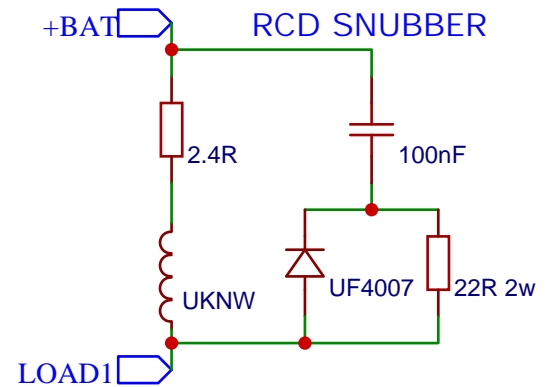 +BAT
RCD SNUBBER
2.4R
100nF
UKNW
UF4007
22R 2w
LOAD1